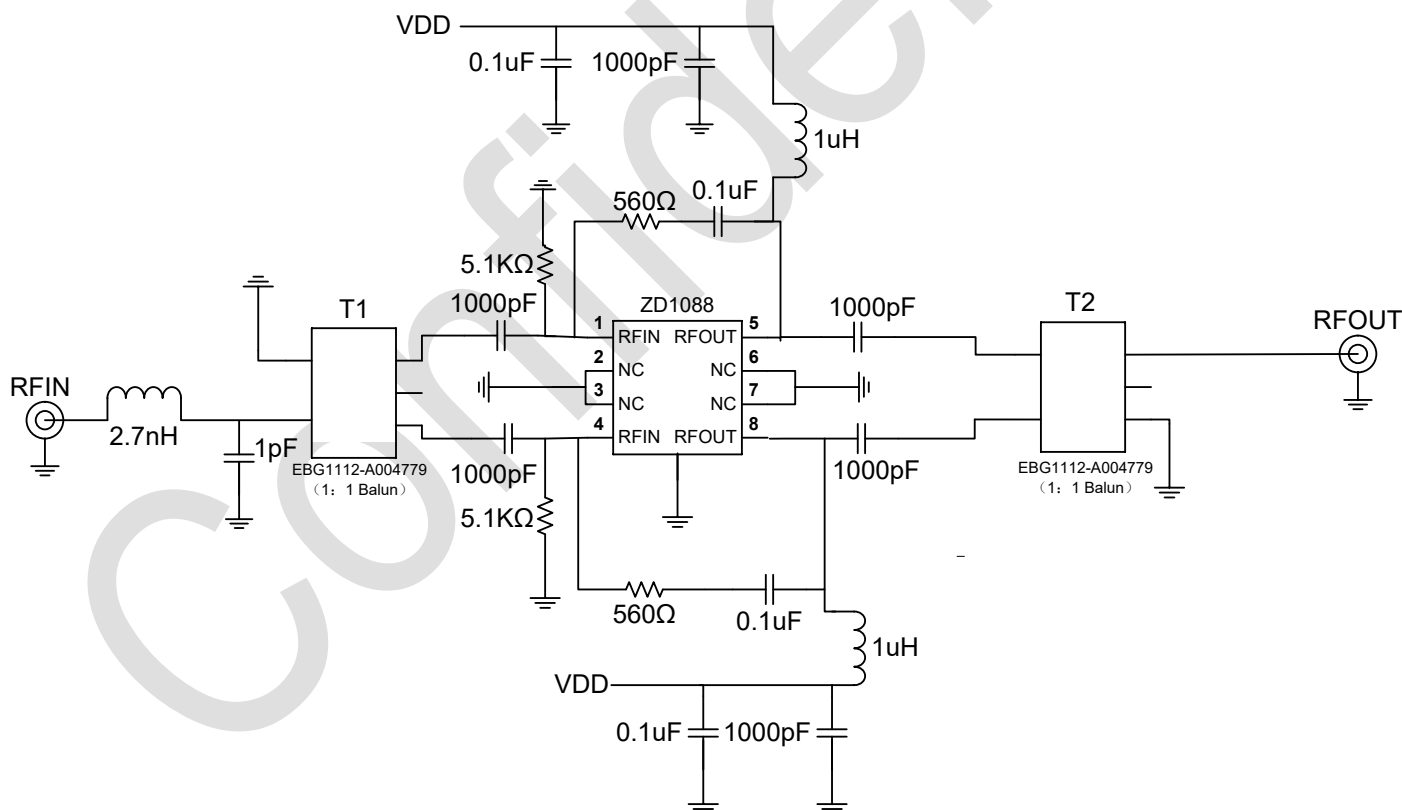 Confiden
VDD
0.1uF
1000pF
1uH
560Ω
0.1uF
5.1KΩ
1000pF
ZD1088
T1
1000pF
T2
RFOUT
1
5
RFIN
RFOUT
2
6
NC
NC
3
7
NC
NC
4
8
RFIN
RFOUT
RFIN
2.7nH
1pF
EBG1112-A004779
（1：1 Balun）
1000pF
1000pF
EBG1112-A004779
（1：1 Balun）
5.1KΩ
560Ω
0.1uF
1uH
VDD
0.1uF
1000pF